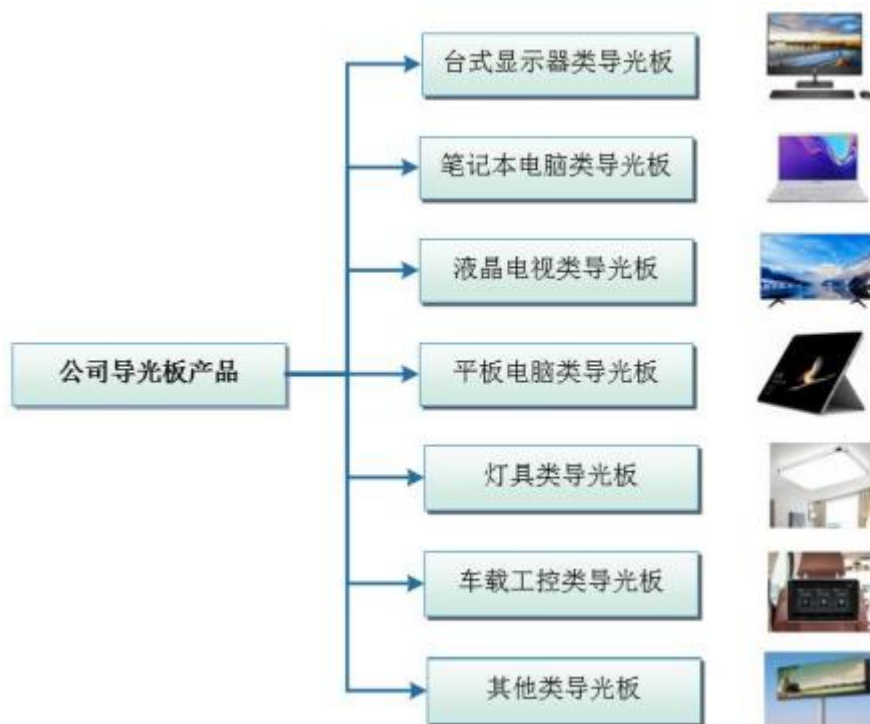 台式显示器类导光板
笔记本电脑类导光板
液晶电视类导光板
公司导光板产品
平板电脑类导光板
灯具类导光板
车载工控类导光板
其他类导光板